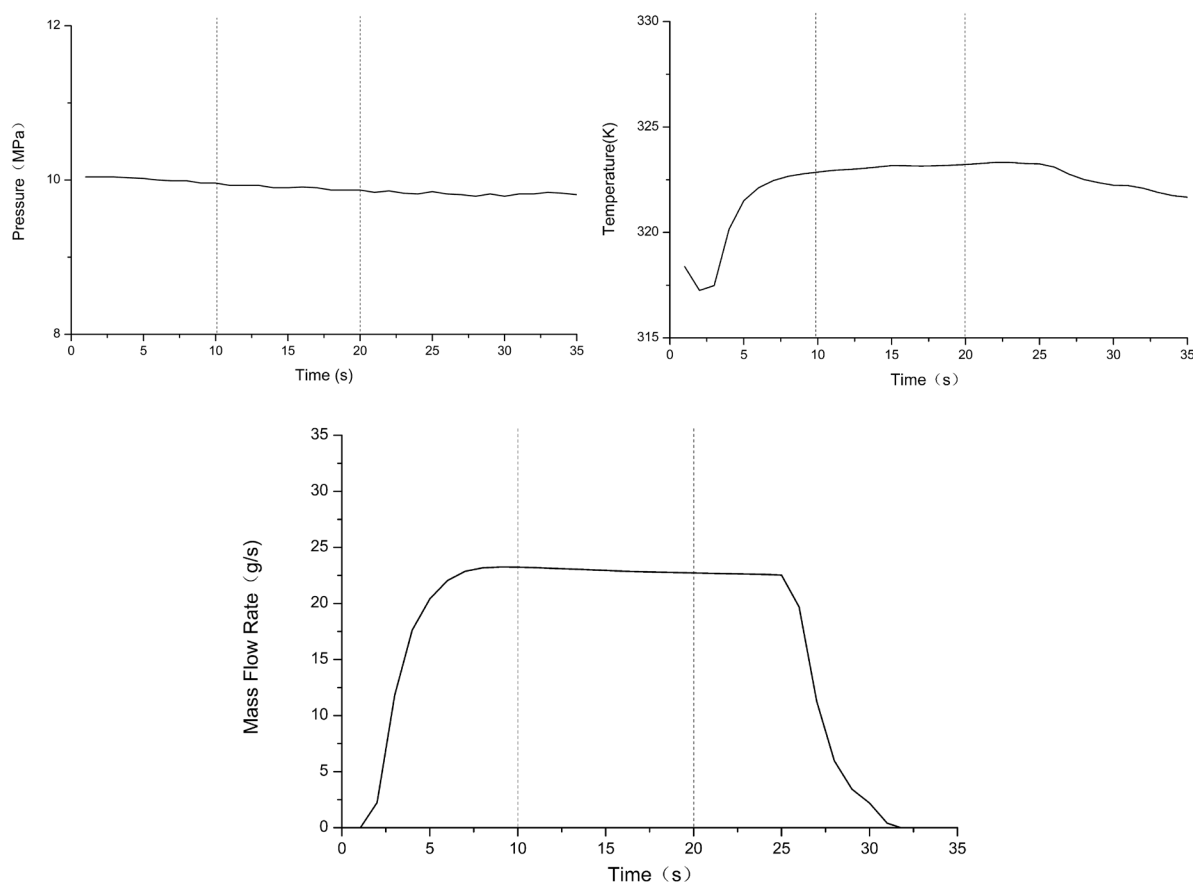 12
10
8
Pressure（MPa）
0 5 10 15 20 25 30 35
Time (s)
330
325
320
315
Temperature(K)
0 5 10 15 20 25 30 35
Time（s）
35
30
25
20
15
10
5
0
Mass Flow Rate（g/s）
0 5 10 15 20 25 30 35
Time（s）